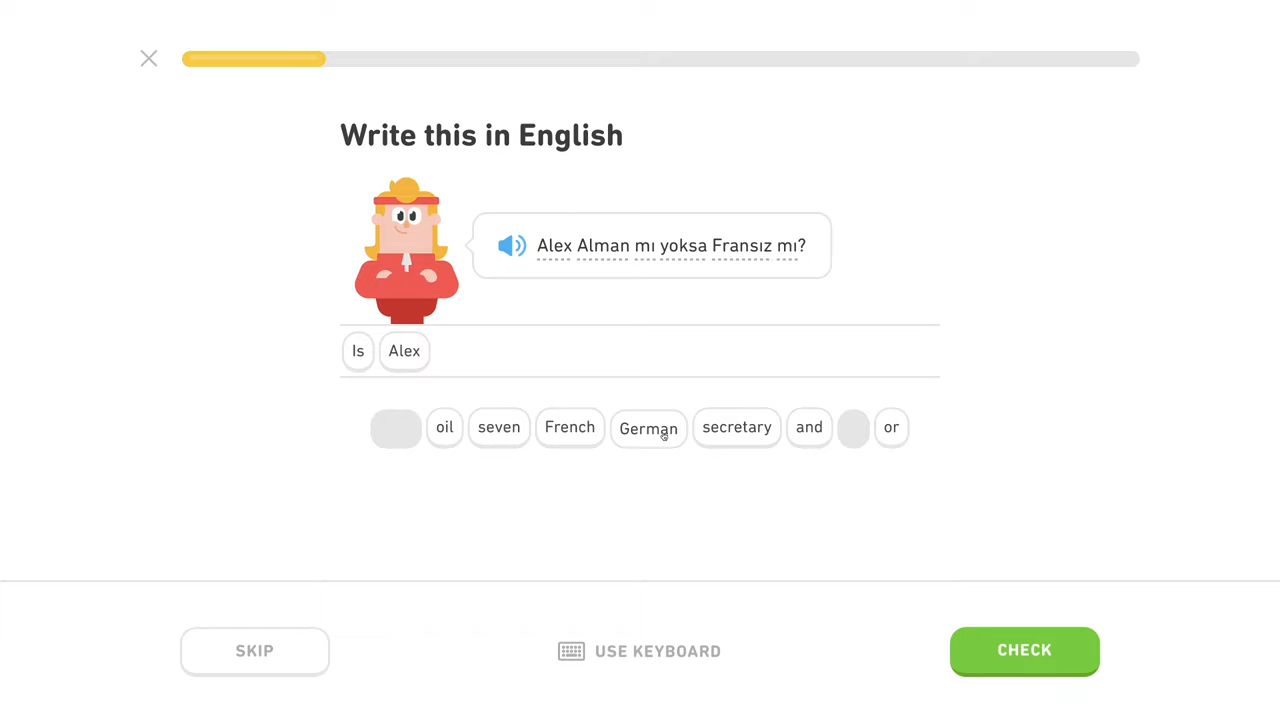 Write this in English
Alex Alman mı yoksa Fransız mı?
Is Alex
oil seven French German secretary and or
SKIP USE KEYBOARD CHECK